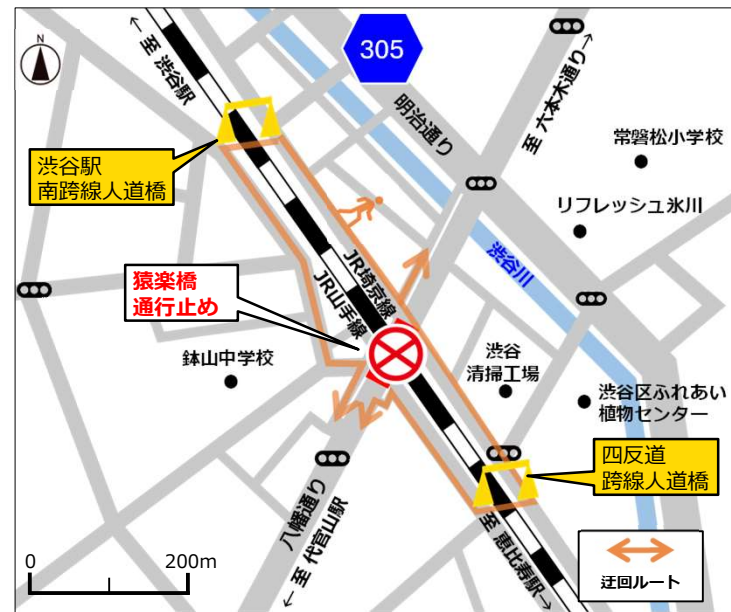 N
← 至 渋谷駅
305
至 六本木通り→
明治通り
常磐松小学校
渋谷駅
南跨線人道橋
リフレッシュ氷川
渋谷川
猿楽橋
通行止め
JR埼京線
JR山手線
鉢山中学校
渋谷
清掃工場
渋谷区ふれあい
植物センター
四反道
跨線人道橋
八幡通り
← 至 代官山駅
至 恵比寿駅→
0 200m
迂回ルート